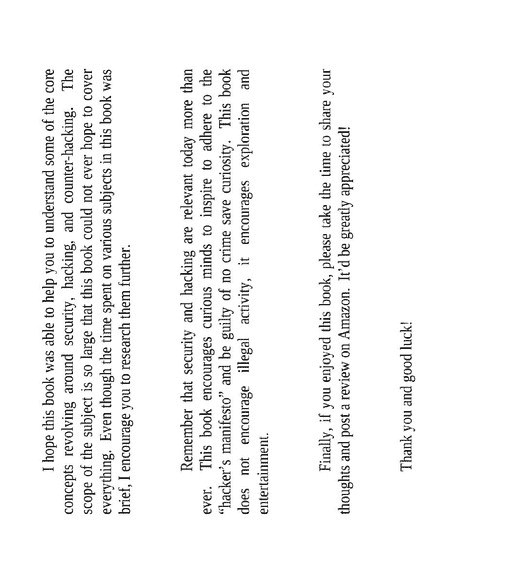 I hope this book was able to help you to understand some of the core
concepts revolving around security, hacking, and counter-hacking. The
scope of the subject is so large that this book could not ever hope to cover
everything. Even though the time spent on various subjects in this book was
brief, I encourage you to research them further.
Remember that security and hacking are relevant today more than
ever. This book encourages curious minds to inspire to adhere to the
“hacker’s manifesto” and be guilty of no crime save curiosity. This book
does not encourage illegal activity, it encourages exploration and
entertainment.
Finally, if you enjoyed this book, please take the time to share your
thoughts and post a review on Amazon. It’d be greatly appreciated!
Thank you and good luck!